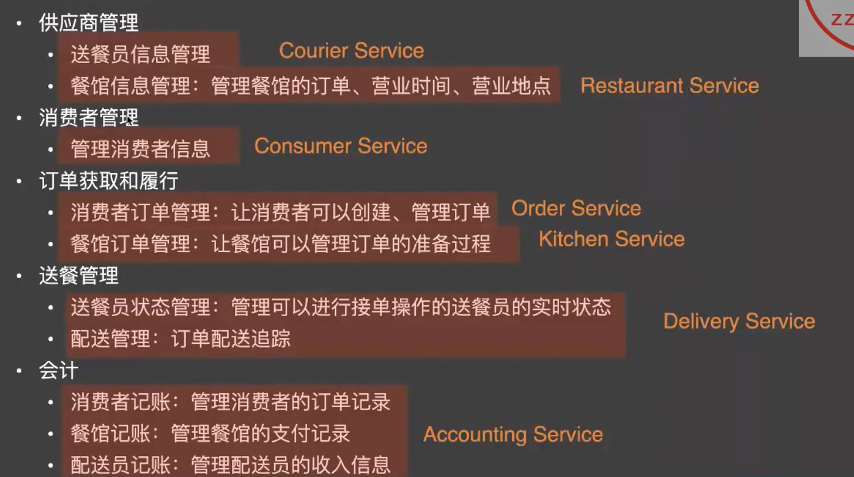 供应商管理
送餐员信息管理 Courier Service
餐馆信息管理：管理餐馆的订单、营业时间、营业地点 Restaurant Service
消费者管理
管理消费者信息 Consumer Service
订单获取和履行
消费者订单管理：让消费者可以创建、管理订单 Order Service
餐馆订单管理：让餐馆可以管理订单的准备过程 Kitchen Service
送餐管理
送餐员状态管理：管理可以进行接单操作的送餐员的实时状态
配送管理：订单配送追踪 Delivery Service
会计
消费者记账：管理消费者的订单记录
餐馆记账：管理餐馆的支付记录 Accounting Service
配送员记账：管理配送员的收入信息